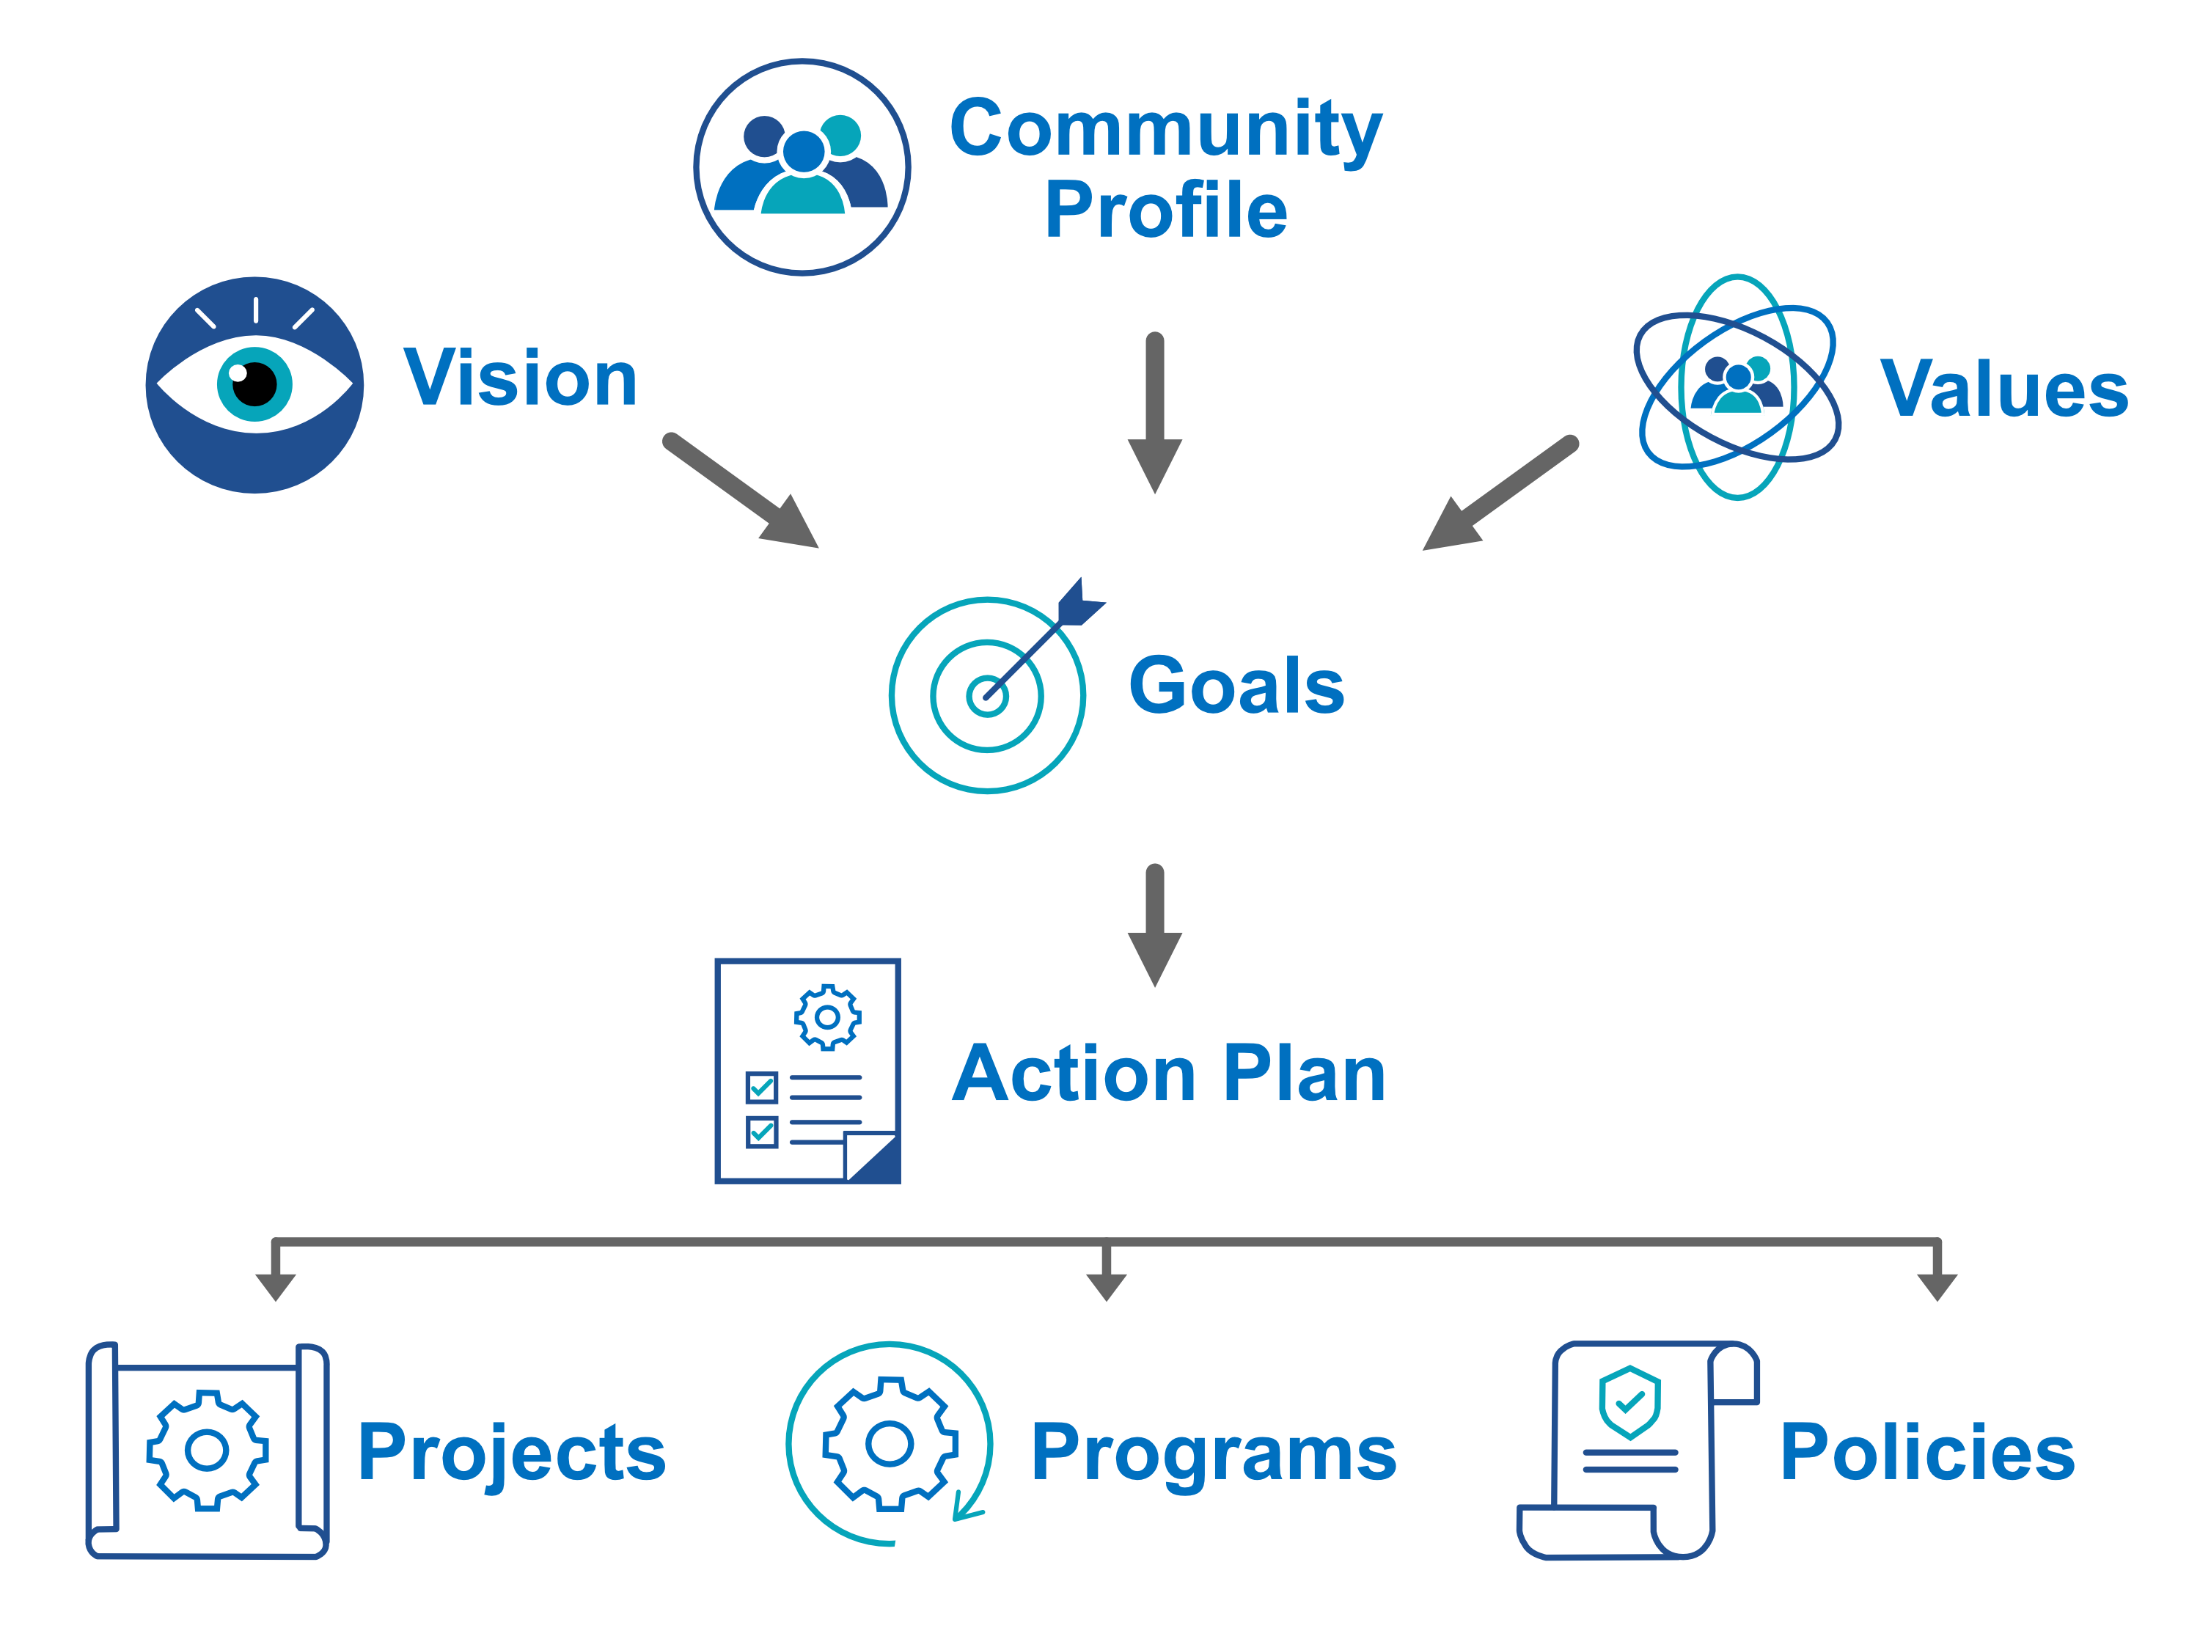 Community
Profile
Vision
Values
Goals
Action Plan
Projects
Programs
Policies